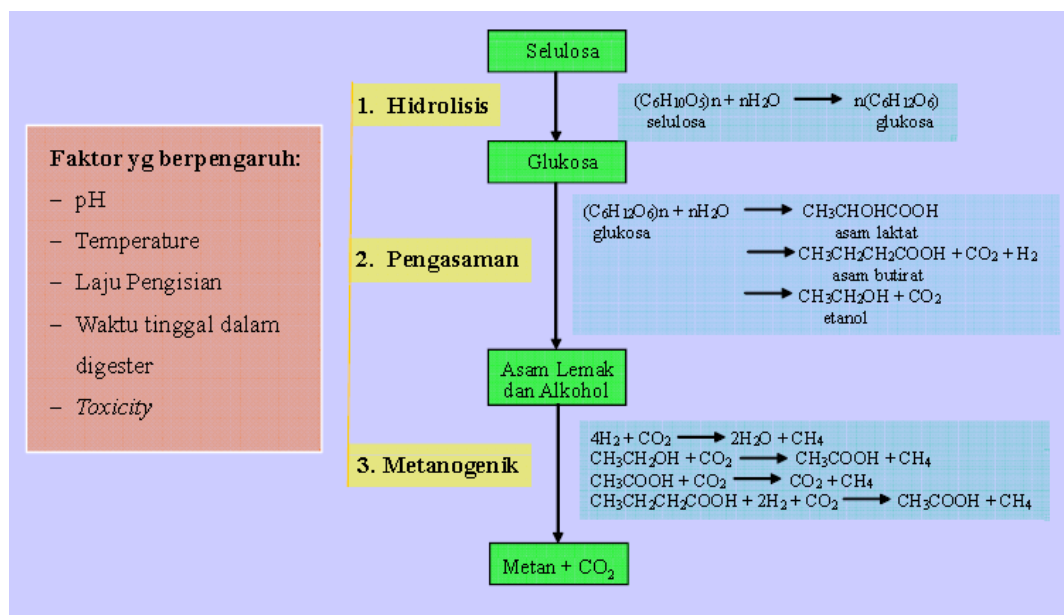 Selulosa
1. Hidrolisis
(C₆H₁₀O₅)n + nH₂O ⟶ n(C₆H₁₂O₆)
selulosa glukosa
Glukosa
Faktor yg berpengaruh:
– pH
– Temperature
– Laju Pengisian
– Waktu tinggal dalam
digester
– Toxicity
2. Pengasaman
(C₆H₁₂O₆)n + nH₂O ⟶ CH₃CHOHCOOH
glukosa asam laktat
⟶ CH₃CH₂CH₂COOH + CO₂ + H₂
asam butirat
⟶ CH₃CH₂OH + CO₂
etanol
Asam Lemak
dan Alkohol
3. Metanogenik
4H₂ + CO₂ ⟶ 2H₂O + CH₄
CH₃CH₂OH + CO₂ ⟶ CH₃COOH + CH₄
CH₃COOH + CO₂ ⟶ CO₂ + CH₄
CH₃CH₂CH₂COOH + 2H₂ + CO₂ ⟶ CH₃COOH + CH₄
Metan + CO₂